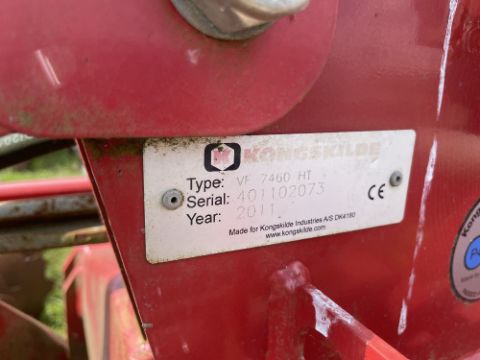 KONGSKILDE
Type: VF 7460 HT
Serial: 401102073
Year: 2011
CE
Made for Kongskilde Industries A/S DK4180
www.kongskilde.com